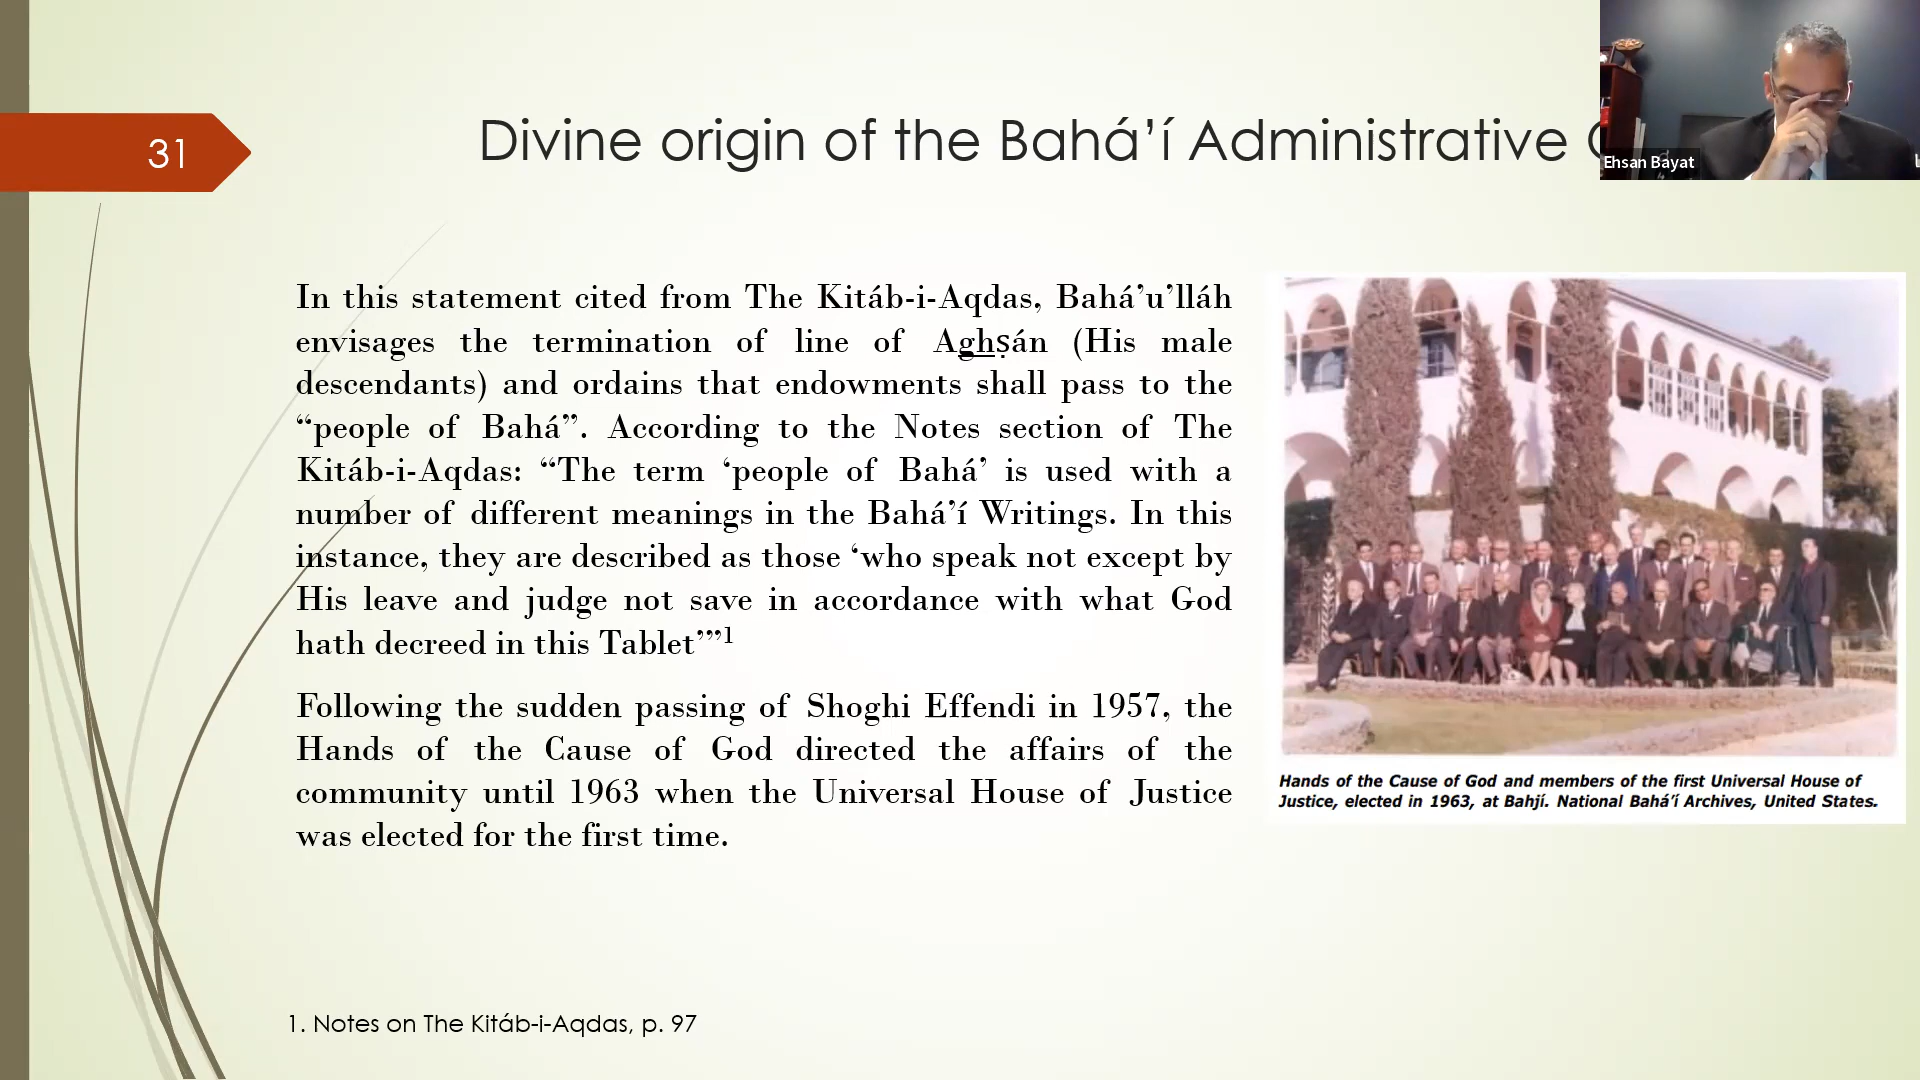 31
Divine origin of the Bahá’í Administrative
Ehsan Bayat
In this statement cited from The Kitáb-i-Aqdas, Bahá’u’lláh
envisages the termination of line of Aghṣán (His male
descendants) and ordains that endowments shall pass to the
“people of Bahá”. According to the Notes section of The
Kitáb-i-Aqdas: “The term ‘people of Bahá’ is used with a
number of different meanings in the Bahá’í Writings. In this
instance, they are described as those ‘who speak not except by
His leave and judge not save in accordance with what God
hath decreed in this Tablet’”¹
Following the sudden passing of Shoghi Effendi in 1957, the
Hands of the Cause of God directed the affairs of the
community until 1963 when the Universal House of Justice
was elected for the first time.
Hands of the Cause of God and members of the first Universal House of
Justice, elected in 1963, at Bahjí. National Bahá’í Archives, United States.
1. Notes on The Kitáb-i-Aqdas, p. 97